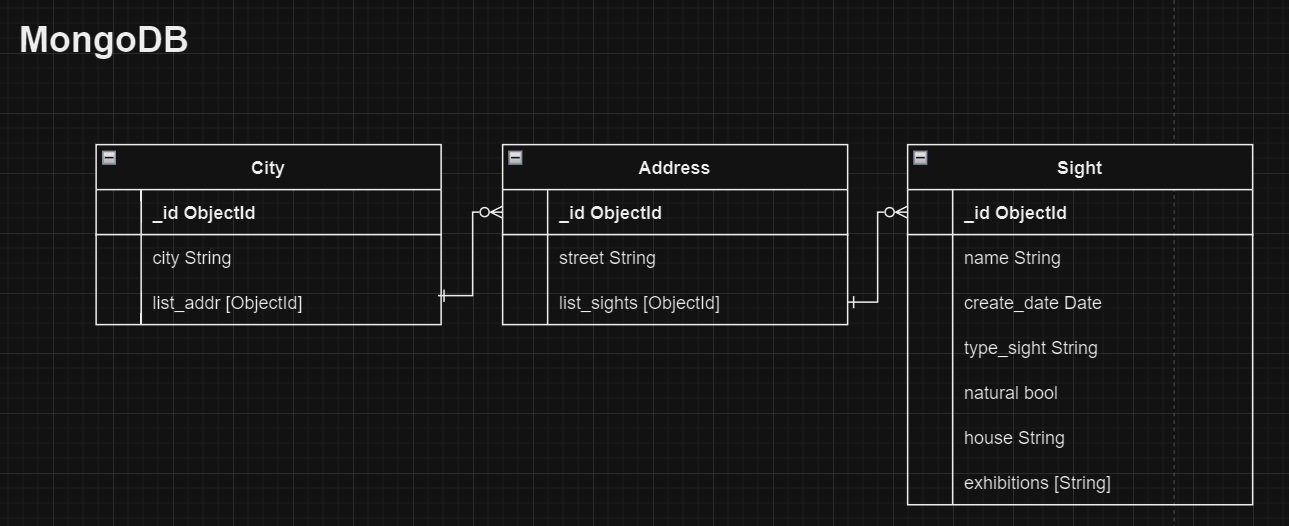 MongoDB
City
_id ObjectId
city String
list_addr [ObjectId]
Address
_id ObjectId
street String
list_sights [ObjectId]
Sight
_id ObjectId
name String
create_date Date
type_sight String
natural bool
house String
exhibitions [String]